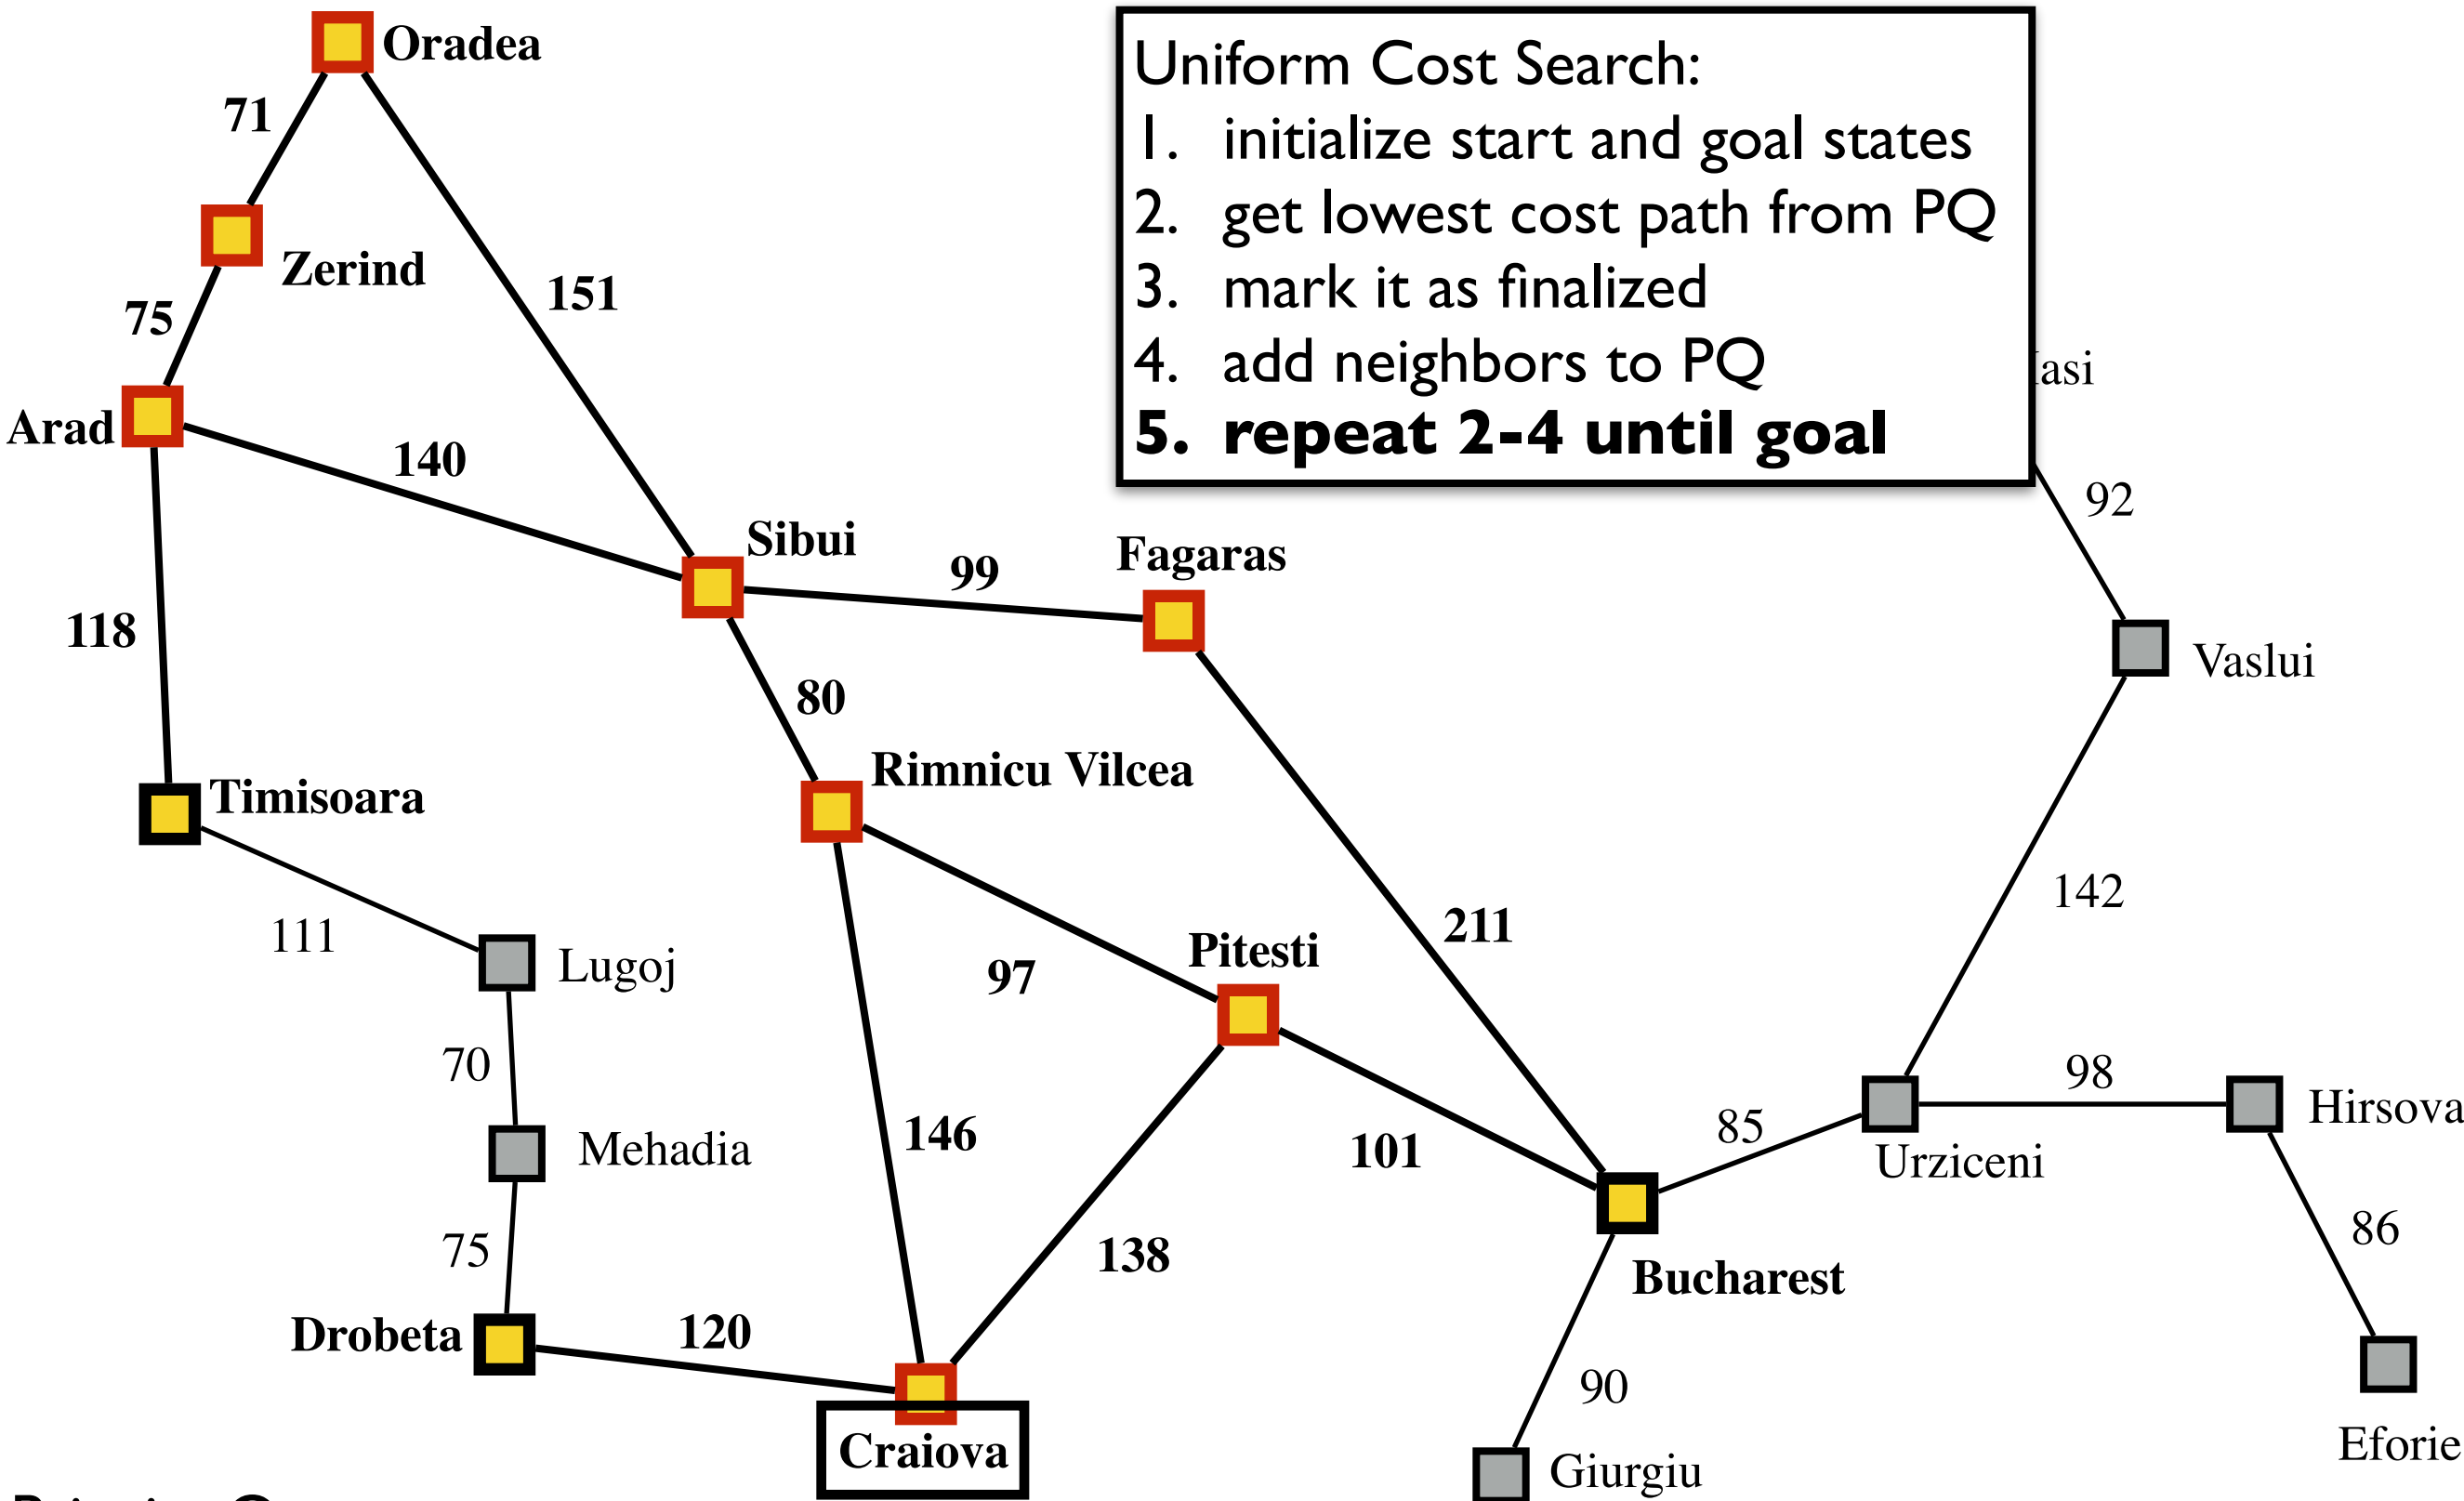 Oradea
Uniform Cost Search:
1. initialize start and goal states
2. get lowest cost path from PQ
3. mark it as finalized
4. add neighbors to PQ
5. repeat 2-4 until goal
71
Zerind
151
75
Arad
140
Sibui
99
Fagaras
92
Vaslui
118
80
Rimnicu Vilcea
Timisoara
142
211
111
Lugoj
97
Pitesti
70
98
Hirsova
Mehadia
146
101
85
Urziceni
75
138
86
Bucharest
Drobeta
120
90
Craiova
Giurgiu
Eforie